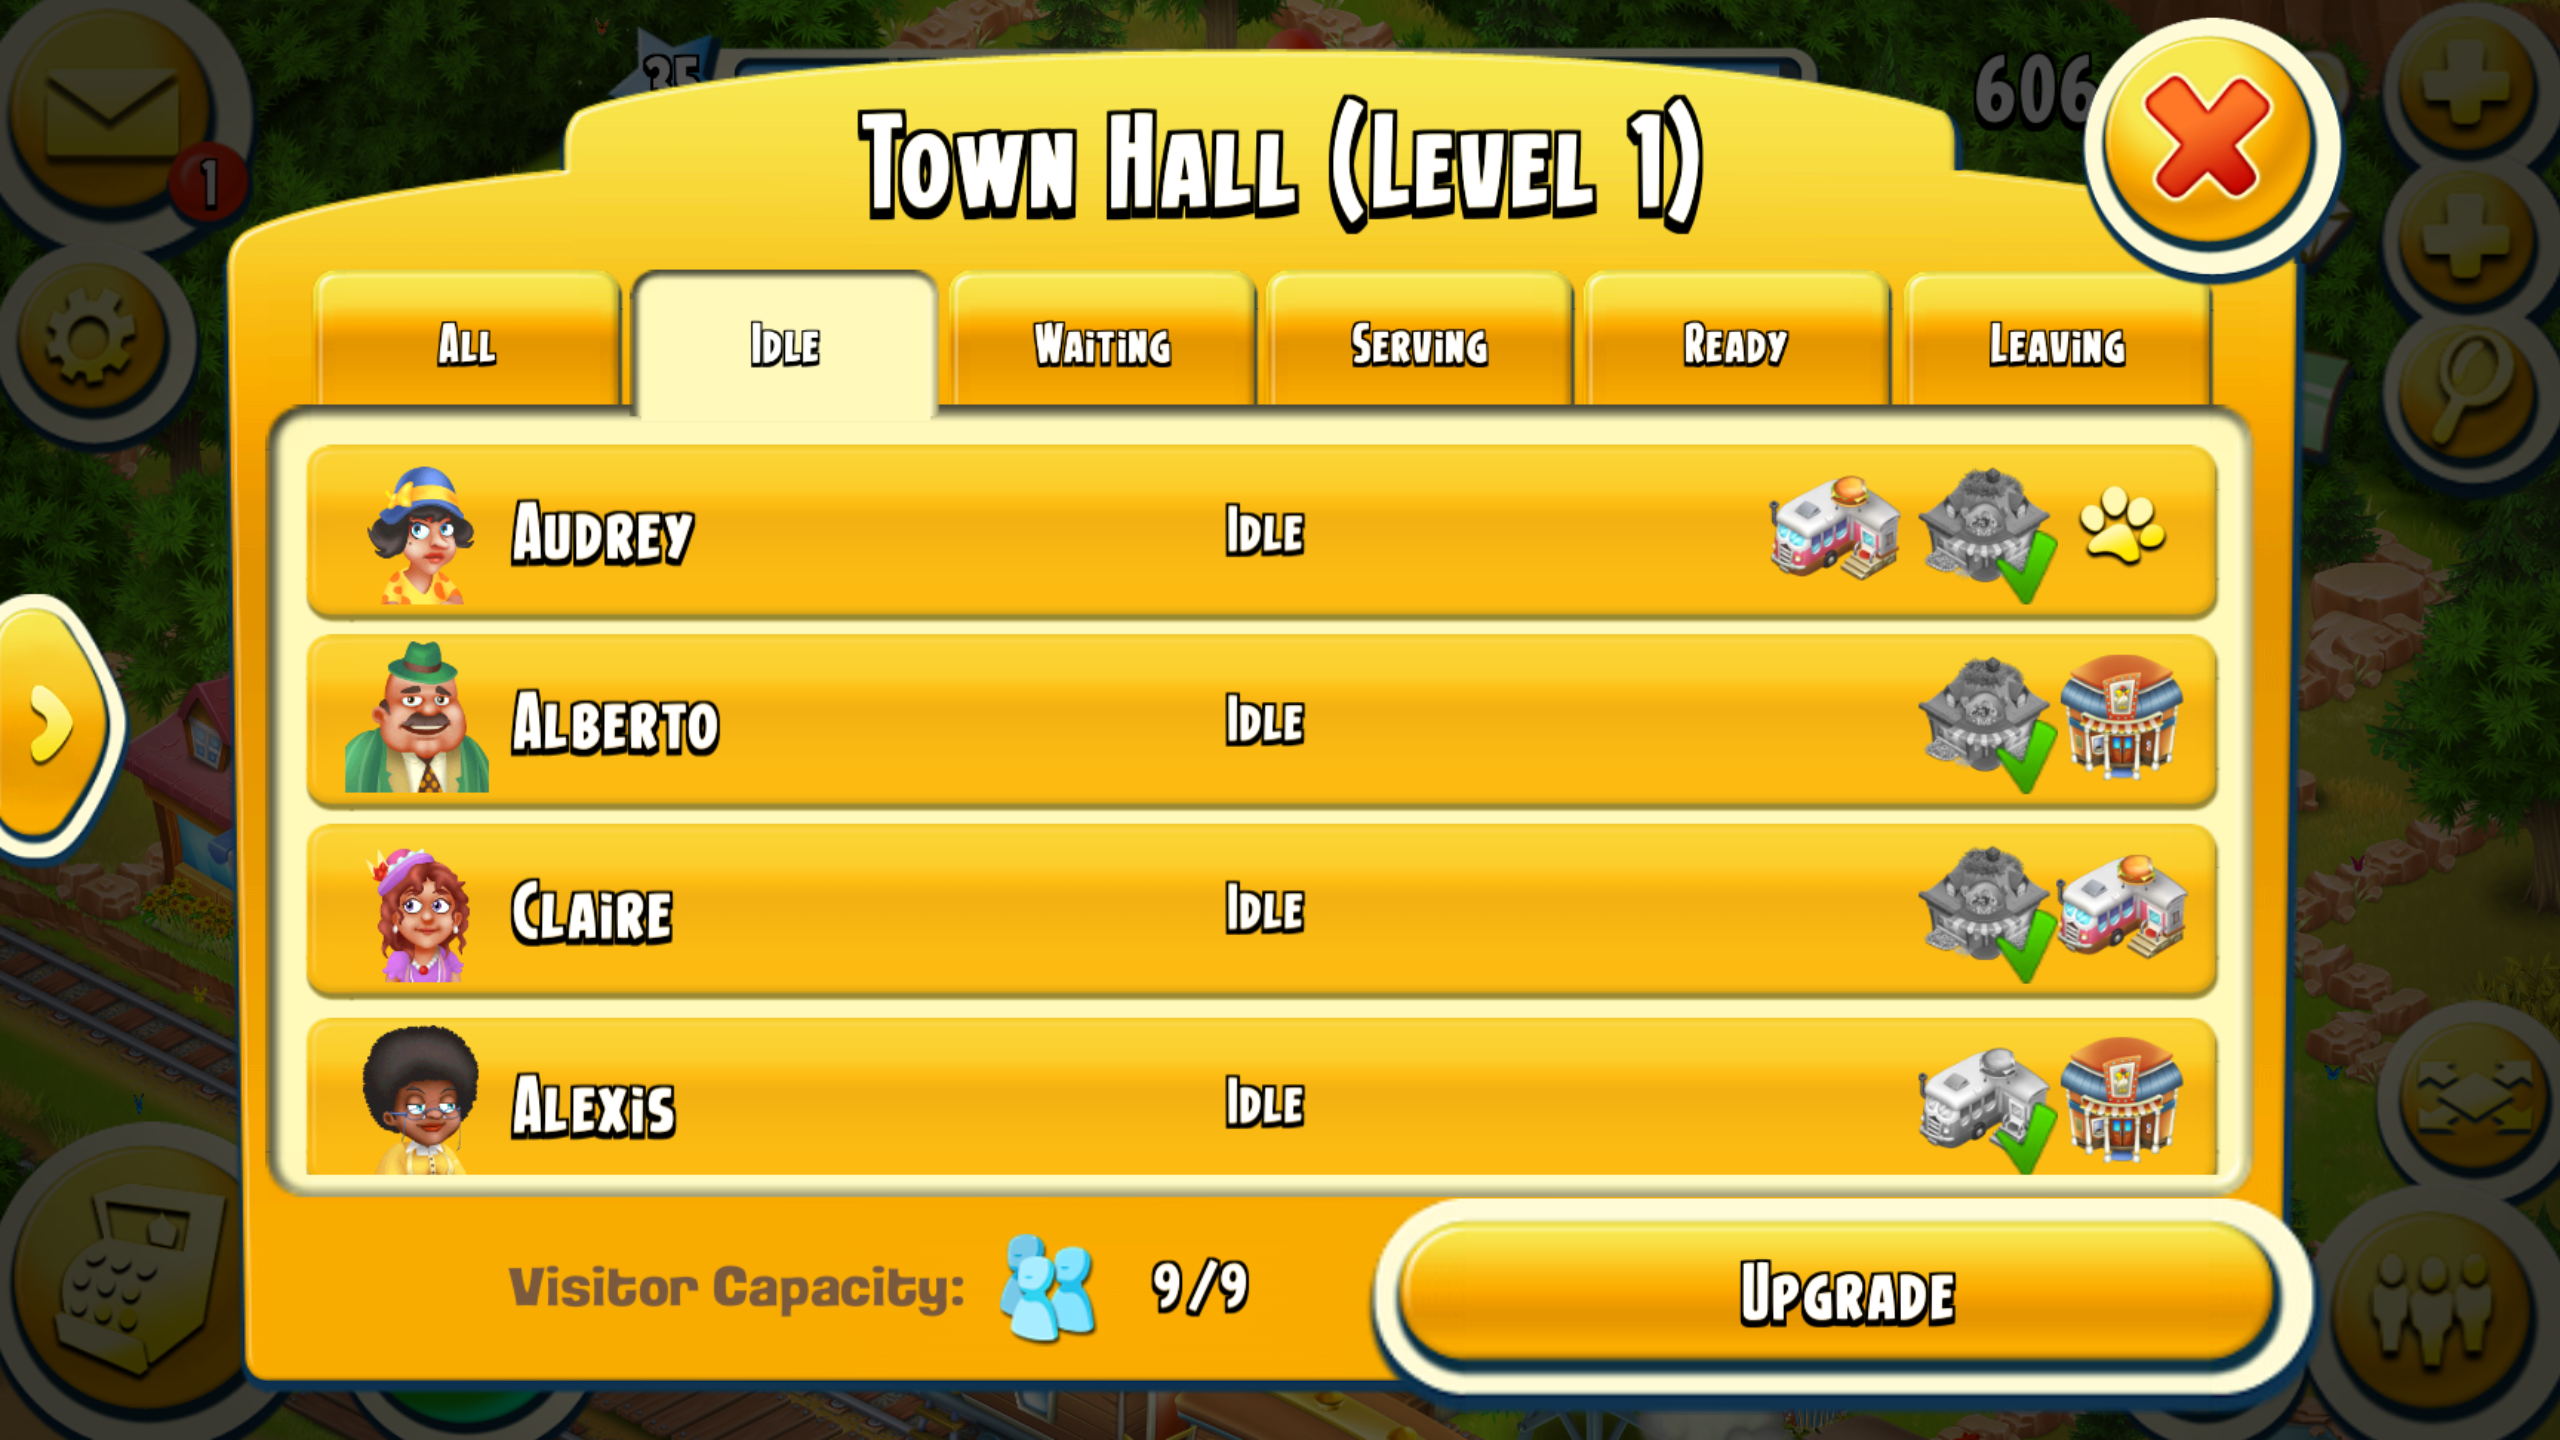 35
606
1
TOWN HALL (LEVEL 1)
ALL
IDLE
WAITING
SERVING
READY
LEAVING
AUDREY
IDLE
ALBERTO
IDLE
CLAIRE
IDLE
ALEXIS
IDLE
Visitor Capacity:
9/9
UPGRADE